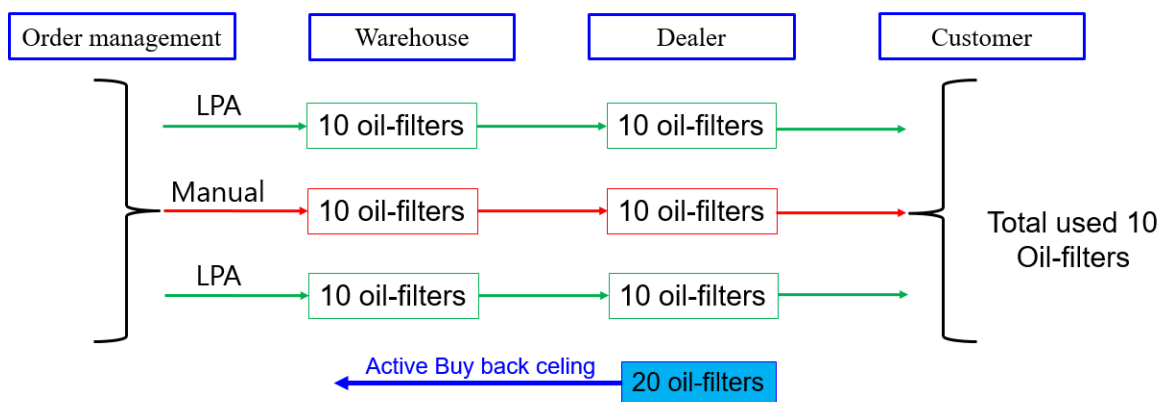 Order management
Warehouse
Dealer
Customer
LPA
10 oil-filters
10 oil-filters
Manual
10 oil-filters
10 oil-filters
Total used 10
Oil-filters
LPA
10 oil-filters
10 oil-filters
Active Buy back celing
20 oil-filters